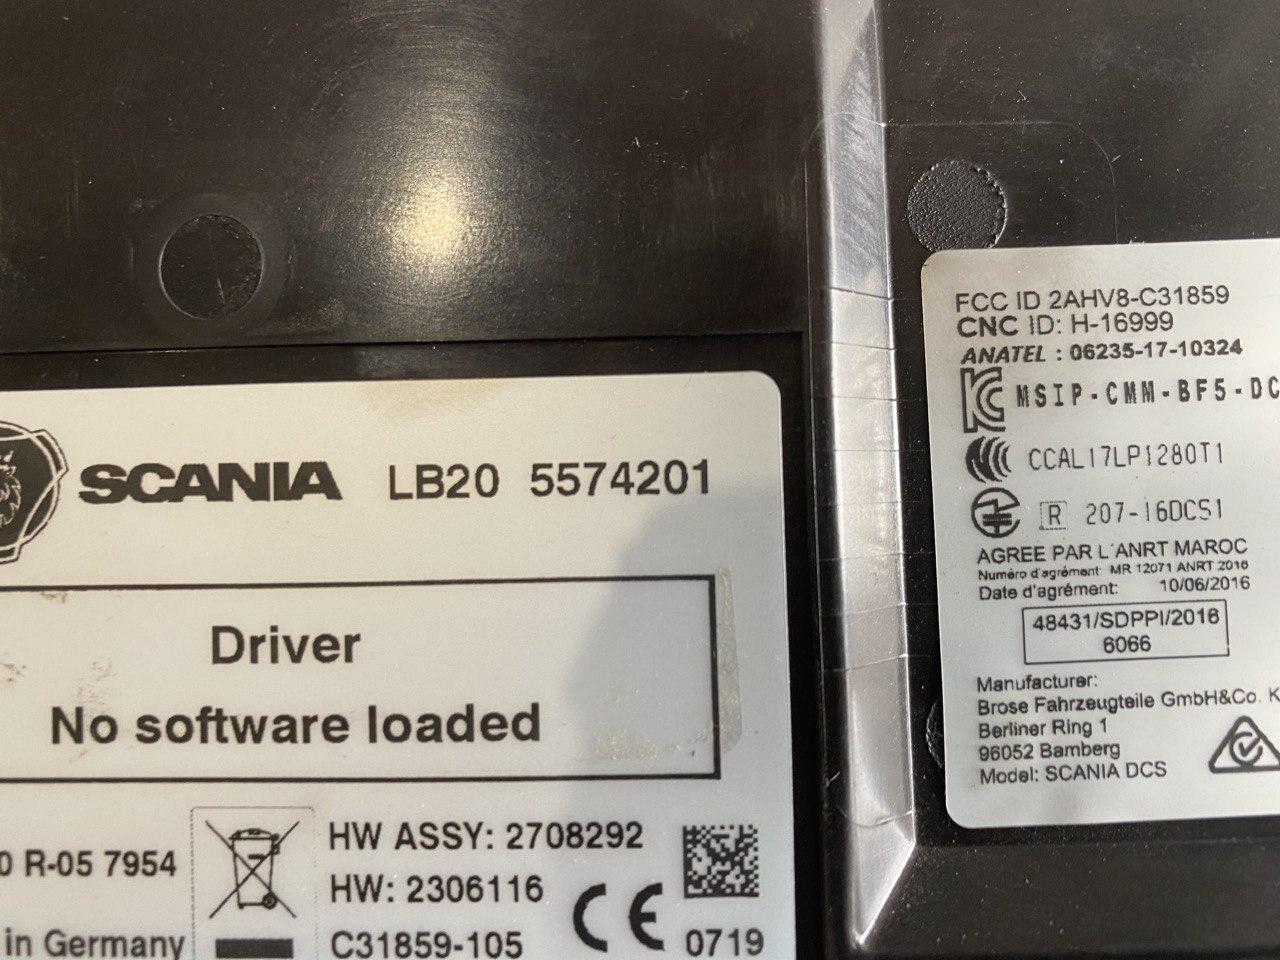 SCANIA LB20 5574201
Driver
No software loaded
0 R-05 7954
in Germany
HW ASSY: 2708292
HW: 2306116
C31859-105
CE 0719
FCC ID 2AHV8-C31859
CNC ID: H-16999
ANATEL : 06235-17-10324
MSIP-CMM-BF5-DC
CCAL17LP1280T1
R 207-16DCS1
AGREE PAR L'ANRT MAROC
Numéro d'agrément: MR 12071 ANRT 2016
Date d'agrément: 10/06/2016
48431/SDPPI/2016
6066
Manufacturer:
Brose Fahrzeugteile GmbH&Co. K
Berliner Ring 1
96052 Bamberg
Model: SCANIA DCS